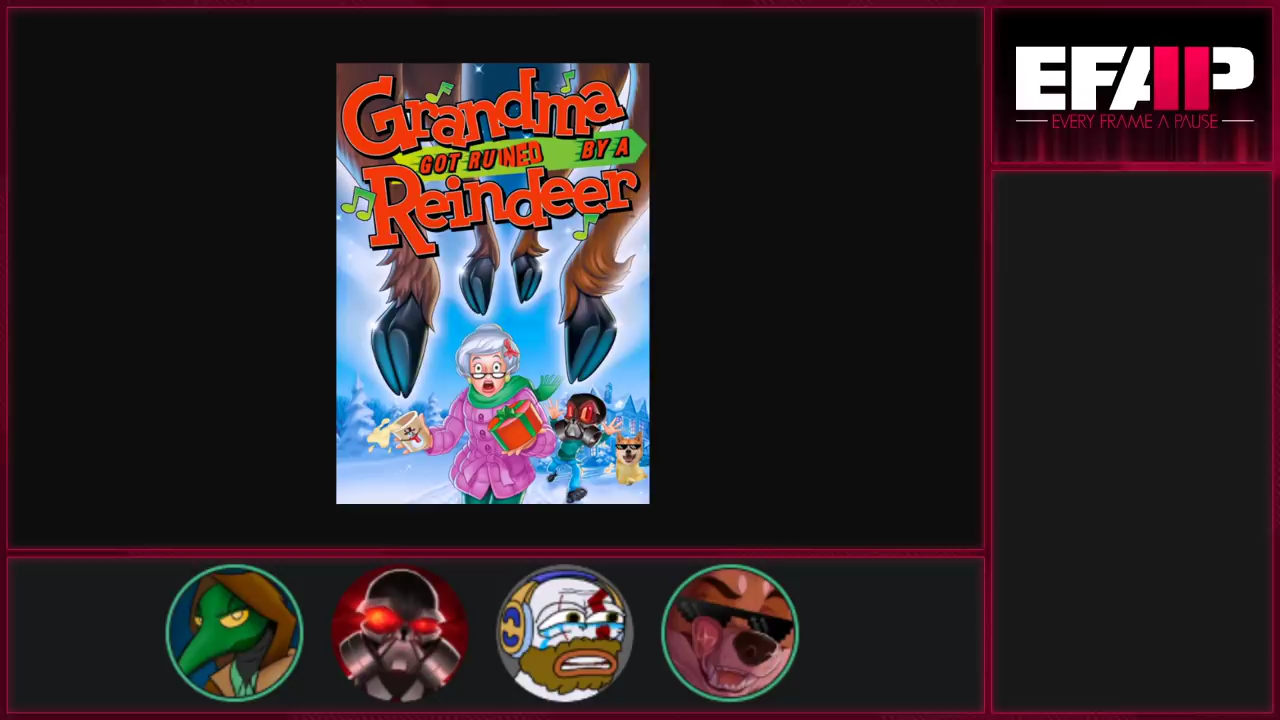 Grandma
GOT RUINED BY A
Reindeer
EFAP
EVERY FRAME A PAUSE